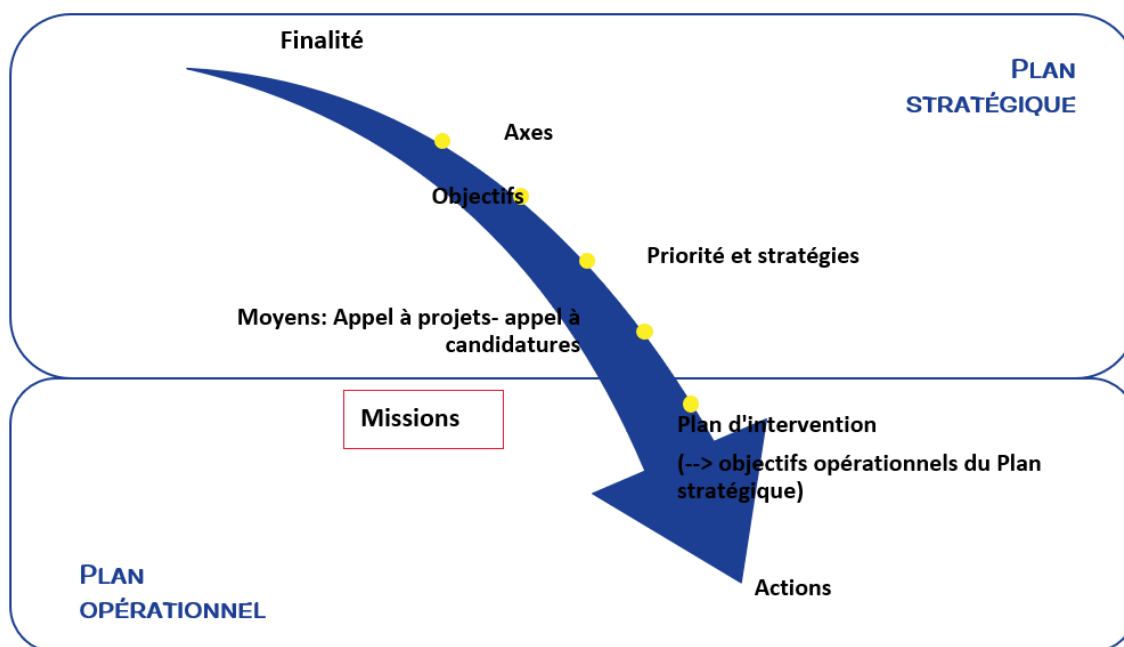 Finalité
PLAN
STRATÉGIQUE
Axes
Objectifs
Priorité et stratégies
Moyens: Appel à projets- appel à
candidatures
Missions
Plan d'intervention
(--> objectifs opérationnels du Plan
stratégique)
PLAN
OPÉRATIONNEL
Actions